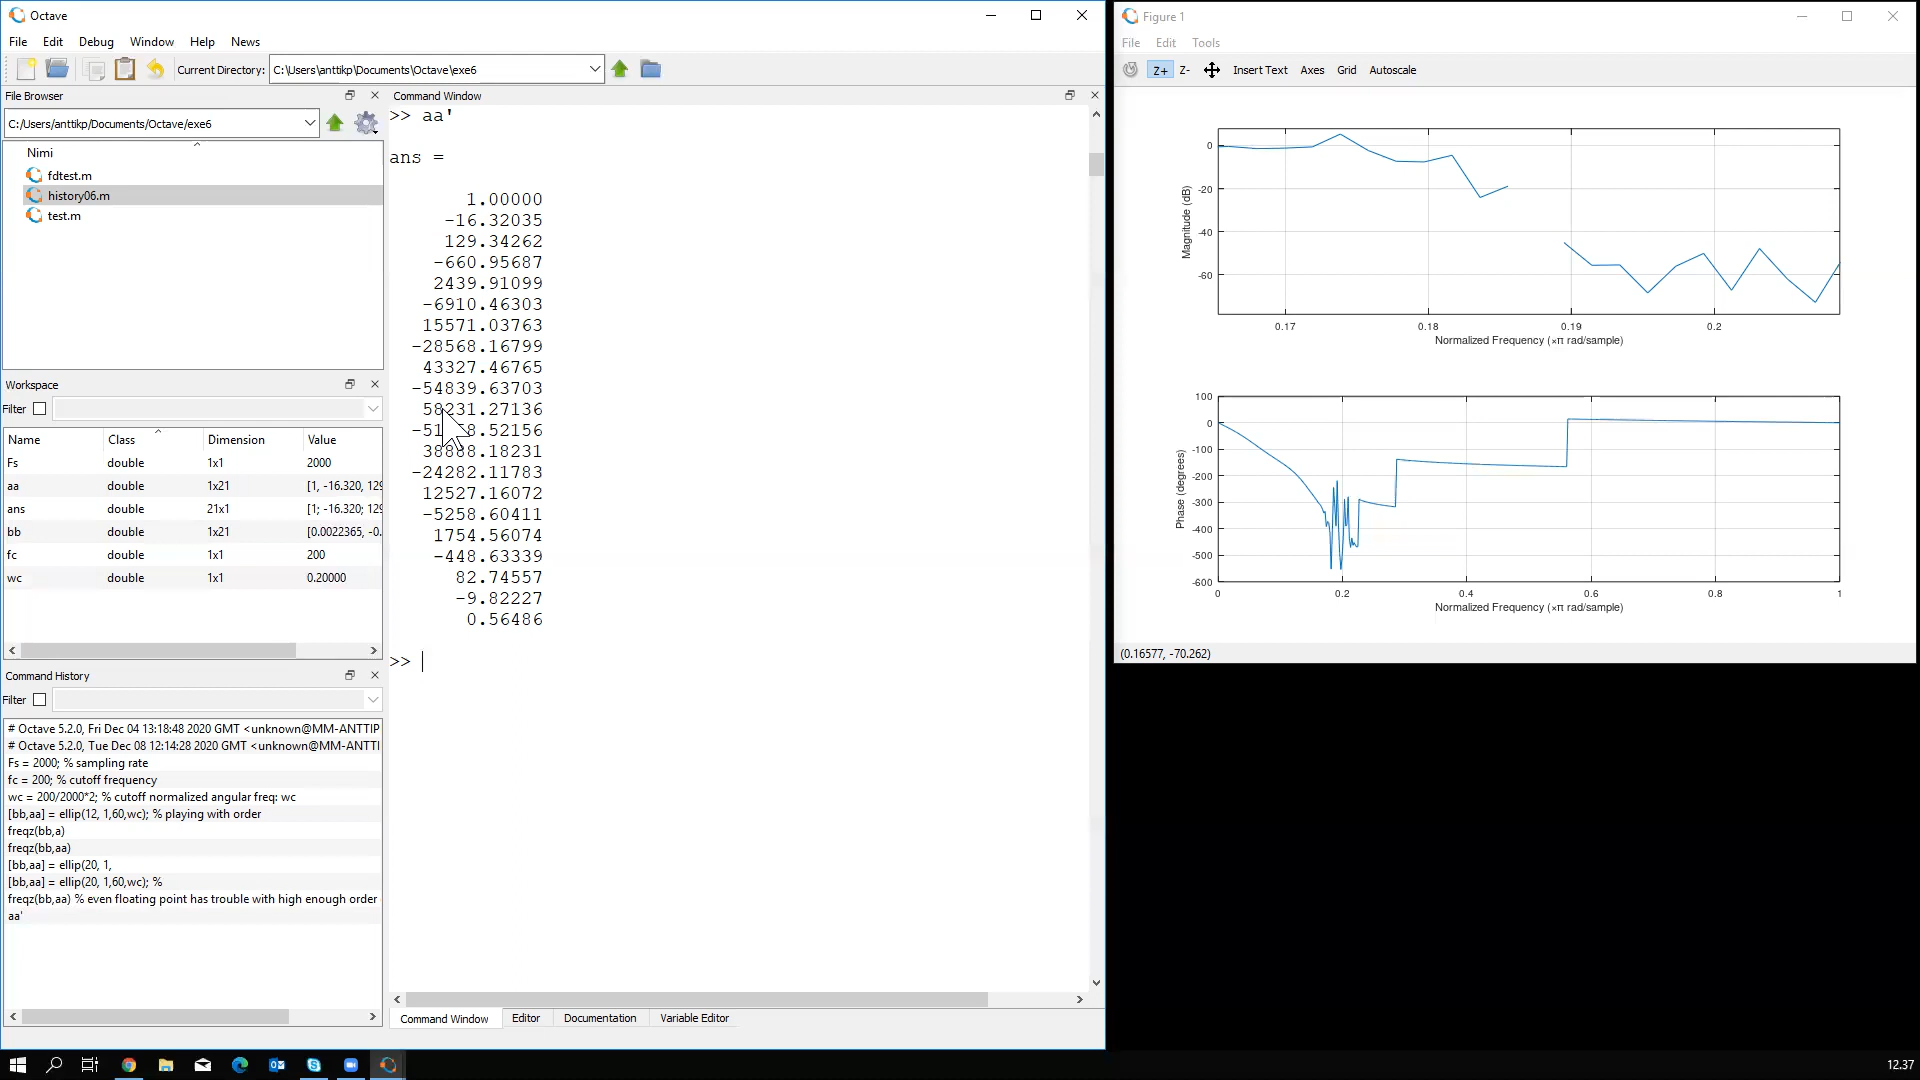 Octave
File Edit Debug Window Help News
Current Directory: C:\Users\anttikp\Documents\Octave\exe6
File Browser
C:/Users/anttikp/Documents/Octave/exe6
Nimi
fdtest.m
history06.m
test.m
Workspace
Filter
Name Class Dimension Value
Fs double 1x1 2000
aa double 1x21 [1, -16.320, 129
ans double 21x1 [1; -16.320; 129
bb double 1x21 [0.0022365, -0.
fc double 1x1 200
wc double 1x1 0.20000
Command History
Filter
# Octave 5.2.0, Fri Dec 04 13:18:48 2020 GMT <unknown@MM-ANTTIP
# Octave 5.2.0, Tue Dec 08 12:14:28 2020 GMT <unknown@MM-ANTTI
Fs = 2000; % sampling rate
fc = 200; % cutoff frequency
wc = 200/2000*2; % cutoff normalized angular freq: wc
[bb,aa] = ellip(12, 1,60,wc); % playing with order
freqz(bb,a)
freqz(bb,aa)
[bb,aa] = ellip(20, 1,
[bb,aa] = ellip(20, 1,60,wc); %
freqz(bb,aa) % even floating point has trouble with high enough order
aa'
Command Window
>> aa'
ans =
1.00000
-16.32035
129.34262
-660.95687
2439.91099
-6910.46303
15571.03763
-28568.16799
43327.46765
-54839.63703
58231.27136
38888.18231
-24282.11783
12527.16072
-5258.60411
1754.56074
-448.63339
82.74557
-9.82227
0.56486
>>
Command Window Editor Documentation Variable Editor
Figure 1
File Edit Tools
Z+ Z- Insert Text Axes Grid Autoscale
Magnitude (dB)
0
-20
-40
-60
0.17 0.18 0.19 0.2
Normalized Frequency (×π rad/sample)
Phase (degrees)
100
0
-100
-200
-300
-400
-500
-600
0 0.2 0.4 0.6 0.8 1
Normalized Frequency (×π rad/sample)
(0.16577, -70.262)
12.37